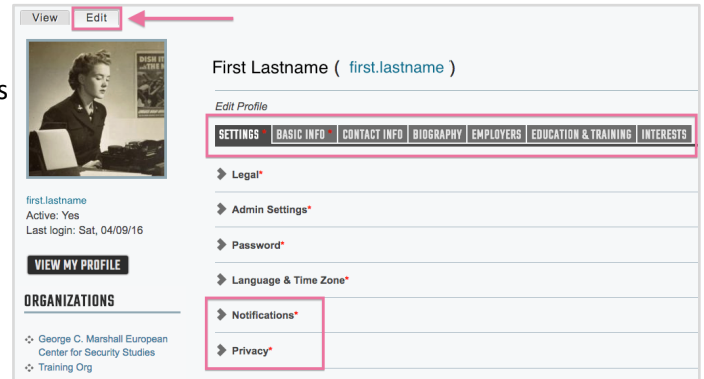 View Edit
S
DISH IT
First Lastname ( first.lastname )
Edit Profile
SETTINGS * BASIC INFO * CONTACT INFO BIOGRAPHY EMPLOYERS EDUCATION & TRAINING INTERESTS
Legal*
Admin Settings*
Password*
Language & Time Zone*
Notifications*
Privacy*
first.lastname
Active: Yes
Last login: Sat, 04/09/16
VIEW MY PROFILE
ORGANIZATIONS
George C. Marshall European
Center for Security Studies
Training Org